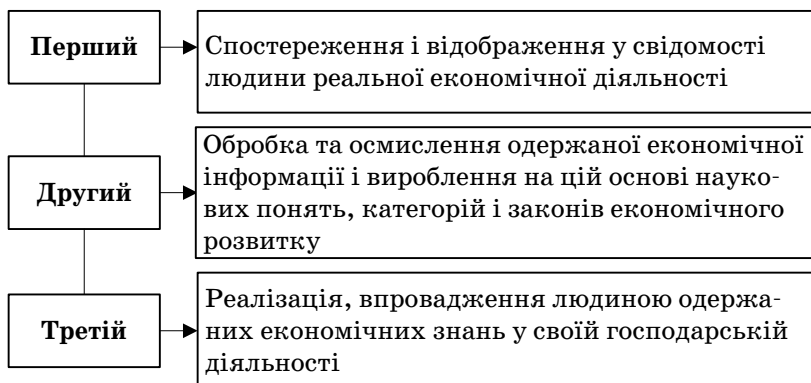 Перший
Спостереження і відображення у свідомості
людини реальної економічної діяльності
Другий
Обробка та осмислення одержаної економічної
інформації і вироблення на цій основі науко-
вих понять, категорій і законів економічного
розвитку
Третій
Реалізація, впровадження людиною одержа-
них економічних знань у своїй господарській
діяльності